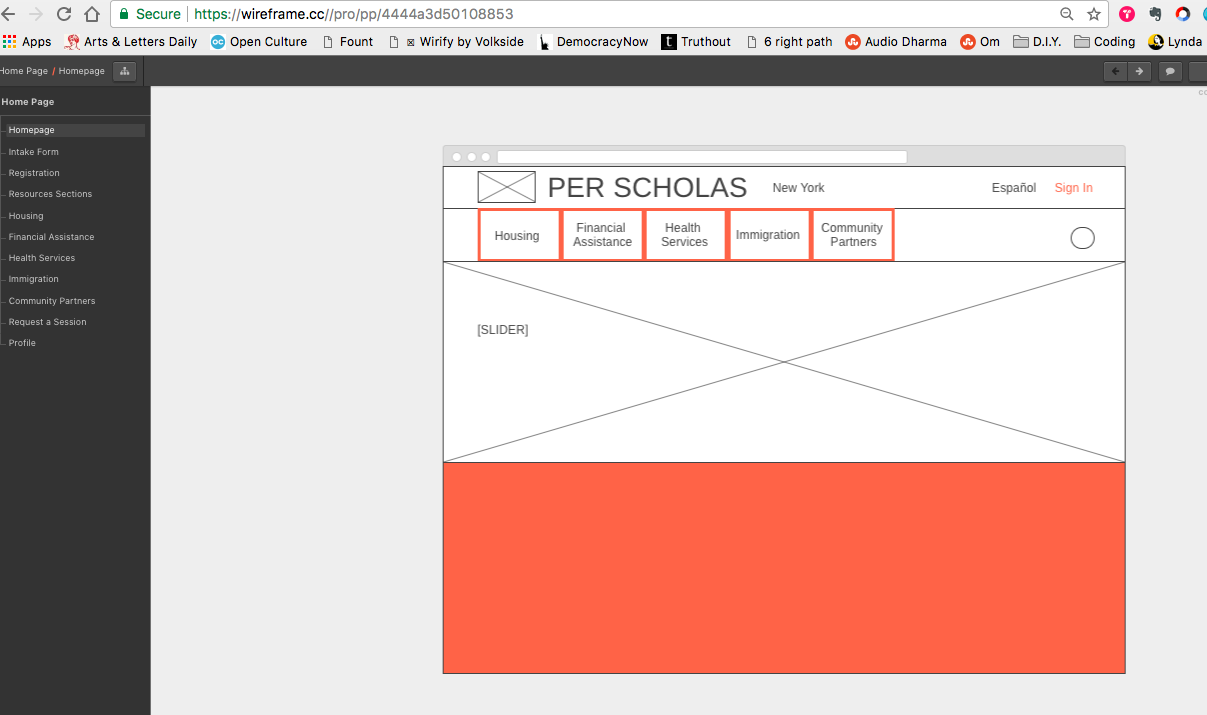 Secure https://wireframe.cc//pro/pp/4444a3d50108853
Apps Arts & Letters Daily Open Culture Fount Wirify by Volkside DemocracyNow Truthout 6 right path Audio Dharma Om D.I.Y. Coding Lynda
Home Page / Homepage
Home Page
Homepage
Intake Form
Registration
Resources Sections
Housing
Financial Assistance
Health Services
Immigration
Community Partners
Request a Session
Profile
PER SCHOLAS New York Español Sign In
Housing
Financial
Assistance
Health
Services
Immigration
Community
Partners
[SLIDER]